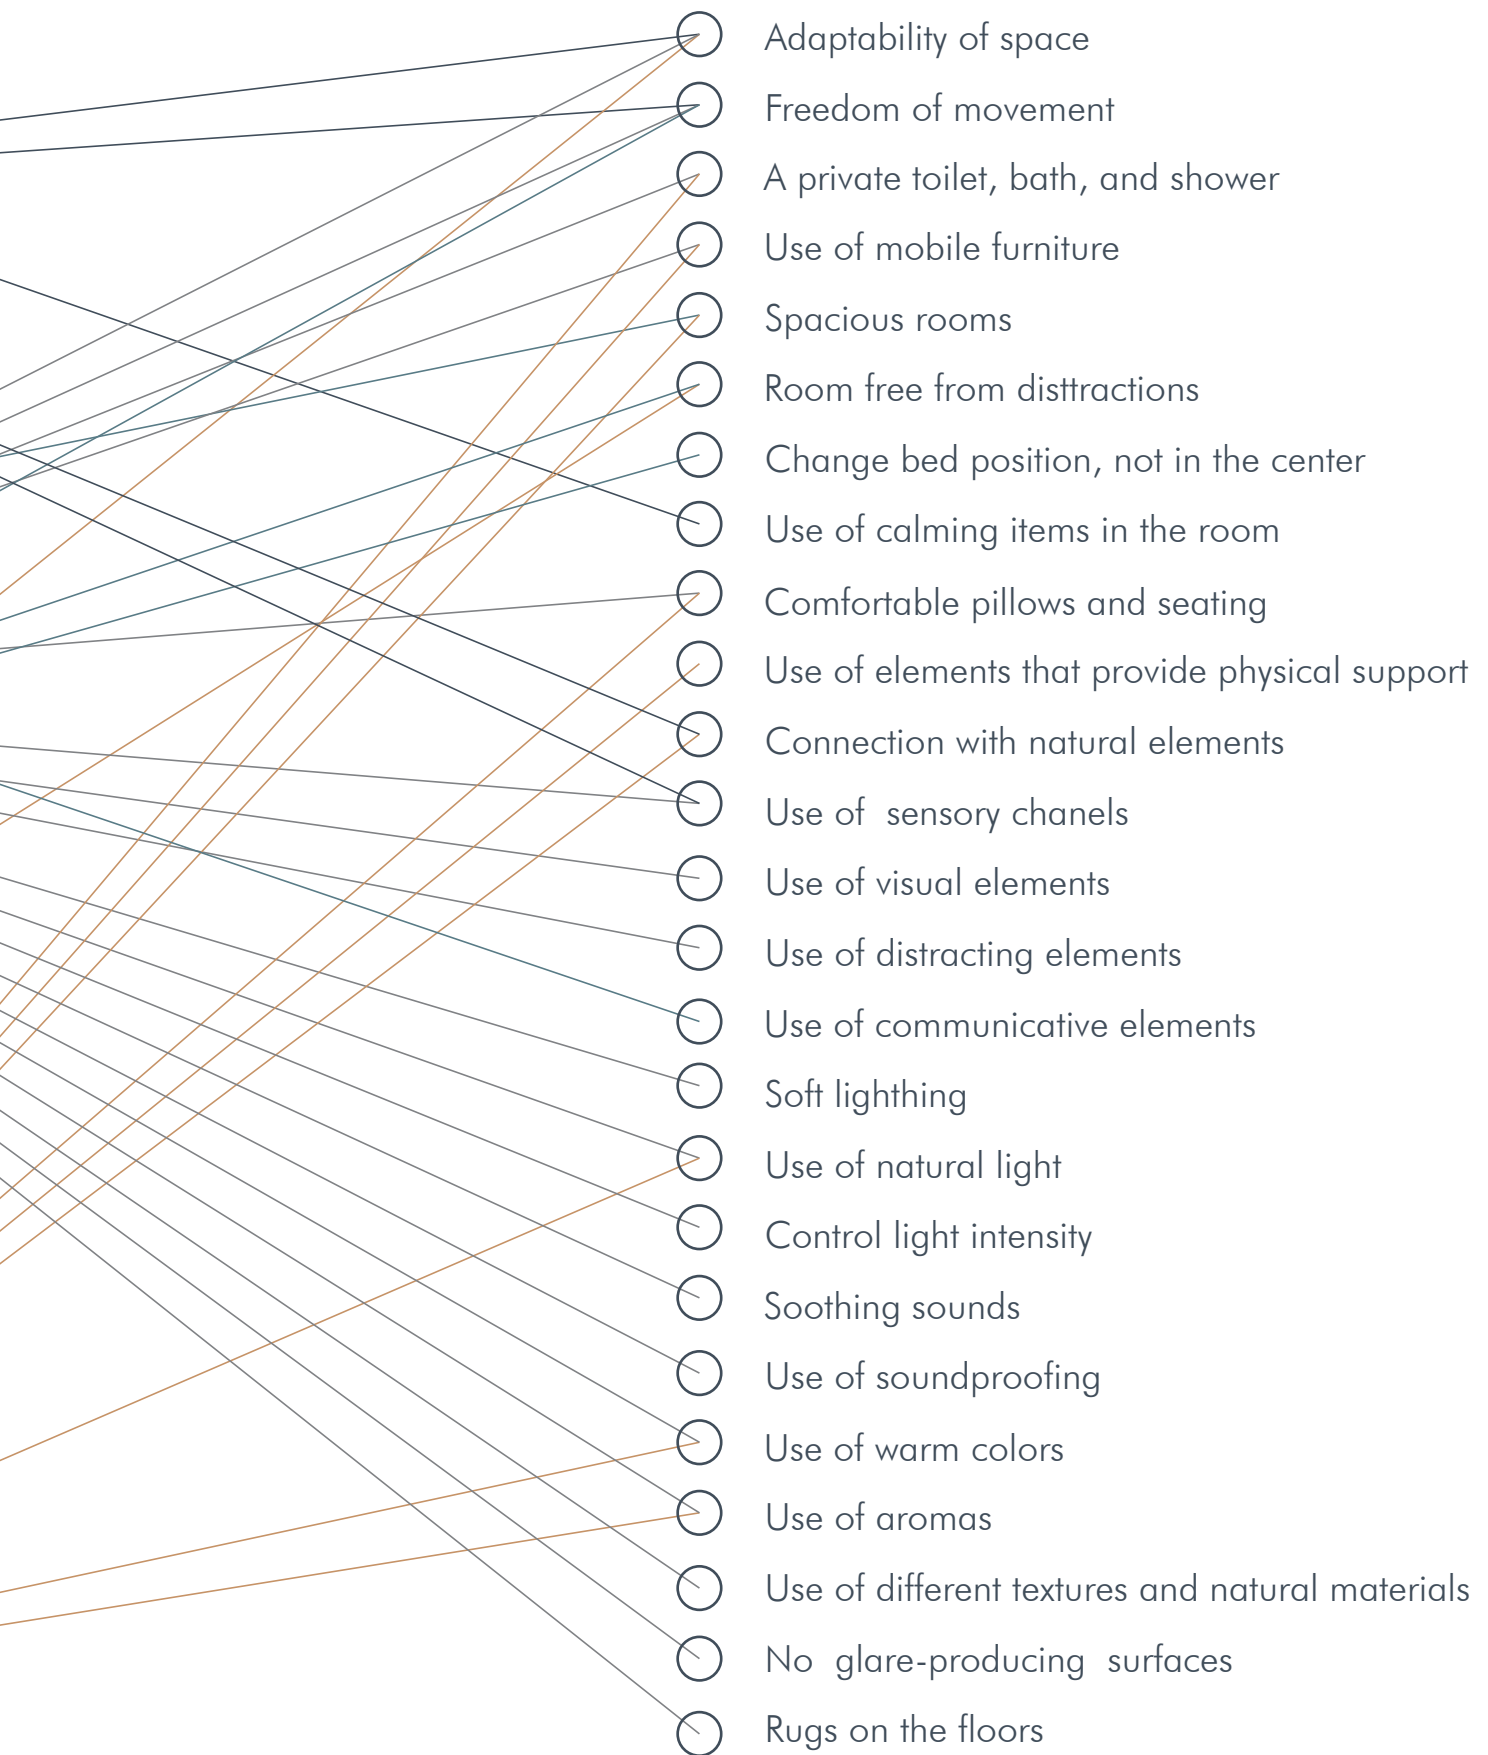 Adaptability of space
Freedom of movement
A private toilet, bath, and shower
Use of mobile furniture
Spacious rooms
Room free from disttractions
Change bed position, not in the center
Use of calming items in the room
Comfortable pillows and seating
Use of elements that provide physical support
Connection with natural elements
Use of  sensory chanels
Use of visual elements
Use of distracting elements
Use of communicative elements
Soft lighthing
Use of natural light
Control light intensity
Soothing sounds
Use of soundproofing
Use of warm colors
Use of aromas
Use of different textures and natural materials
No  glare-producing  surfaces
Rugs on the floors